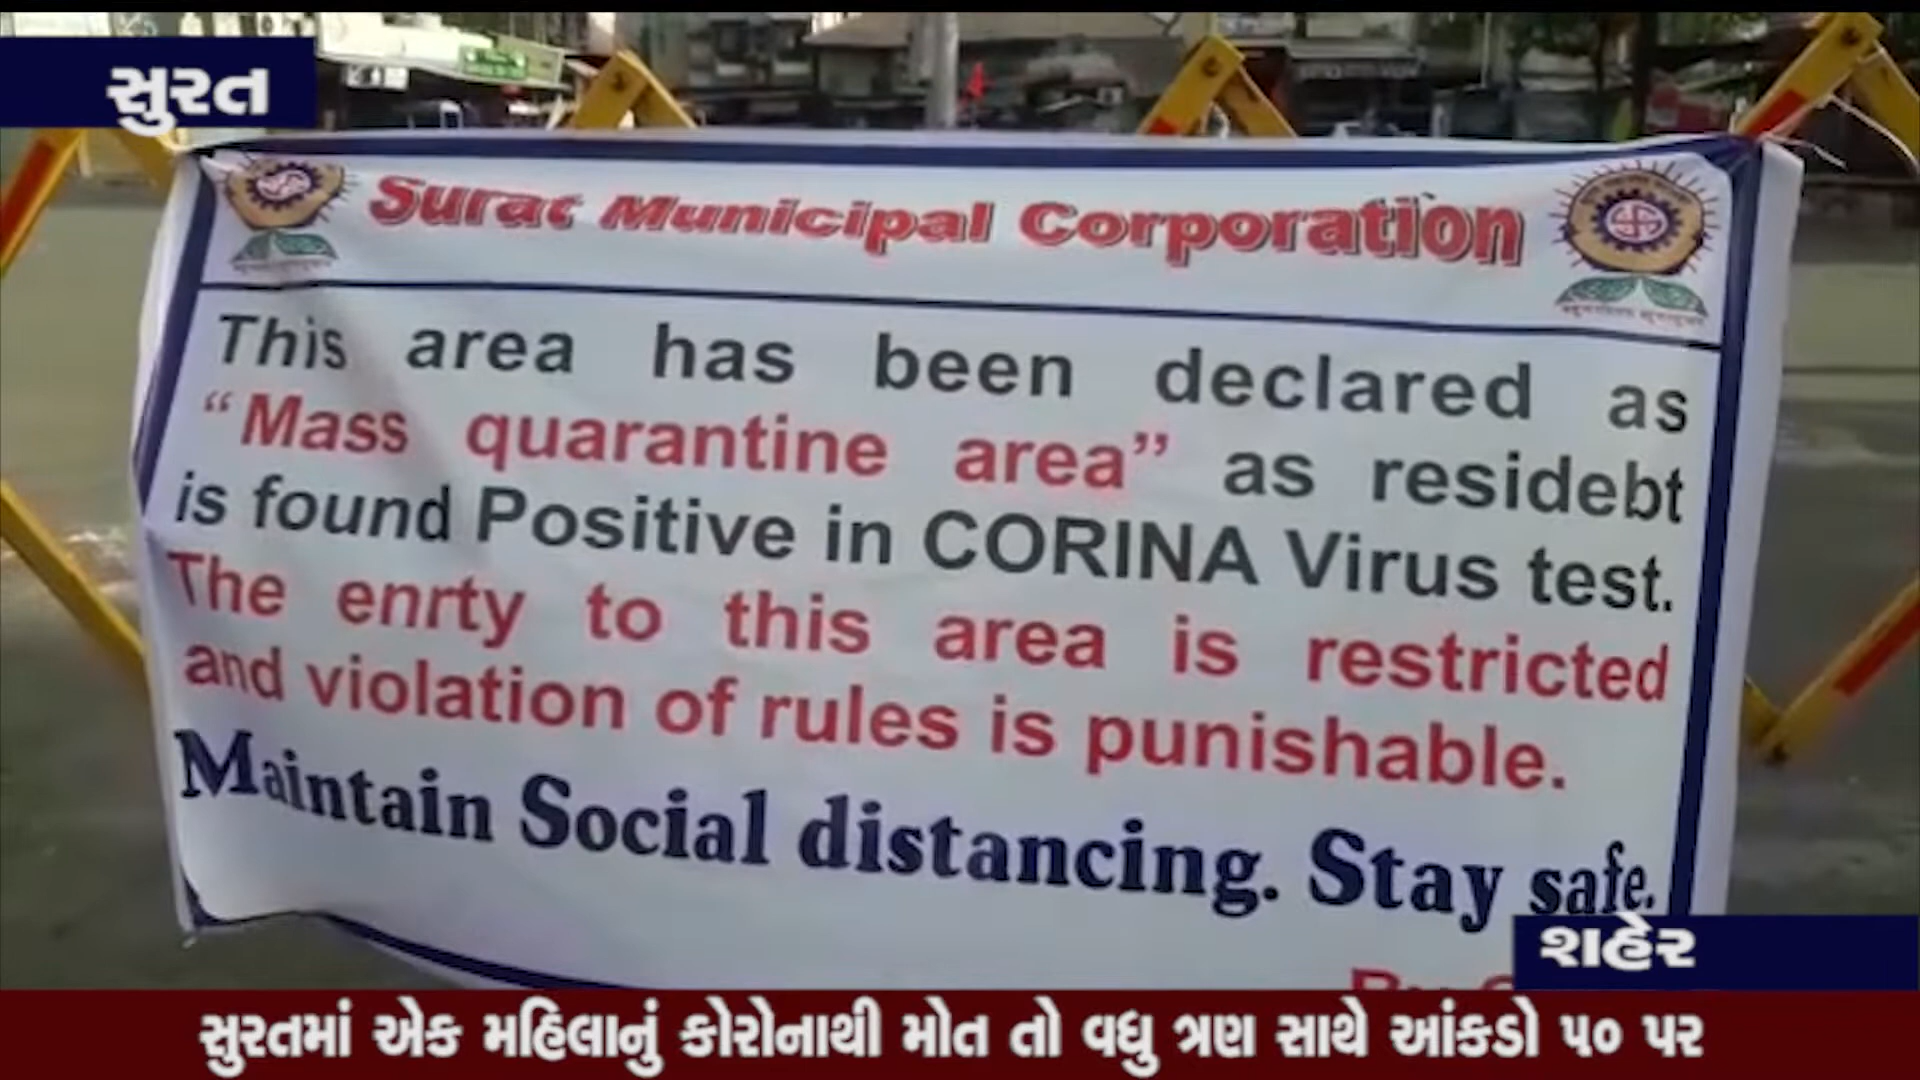 સુરત
Surat Municipal Corporation
This area has been declared as
“Mass quarantine area” as residebt
is found Positive in CORINA Virus test.
The enrty to this area is restricted
and violation of rules is punishable.
Maintain Social distancing. Stay safe.
શહેર
સુરતમાં એક મહિલાનું કોરોનાથી મોત તો વધુ ત્રણ સાથે આંકડો ૫૦ પર